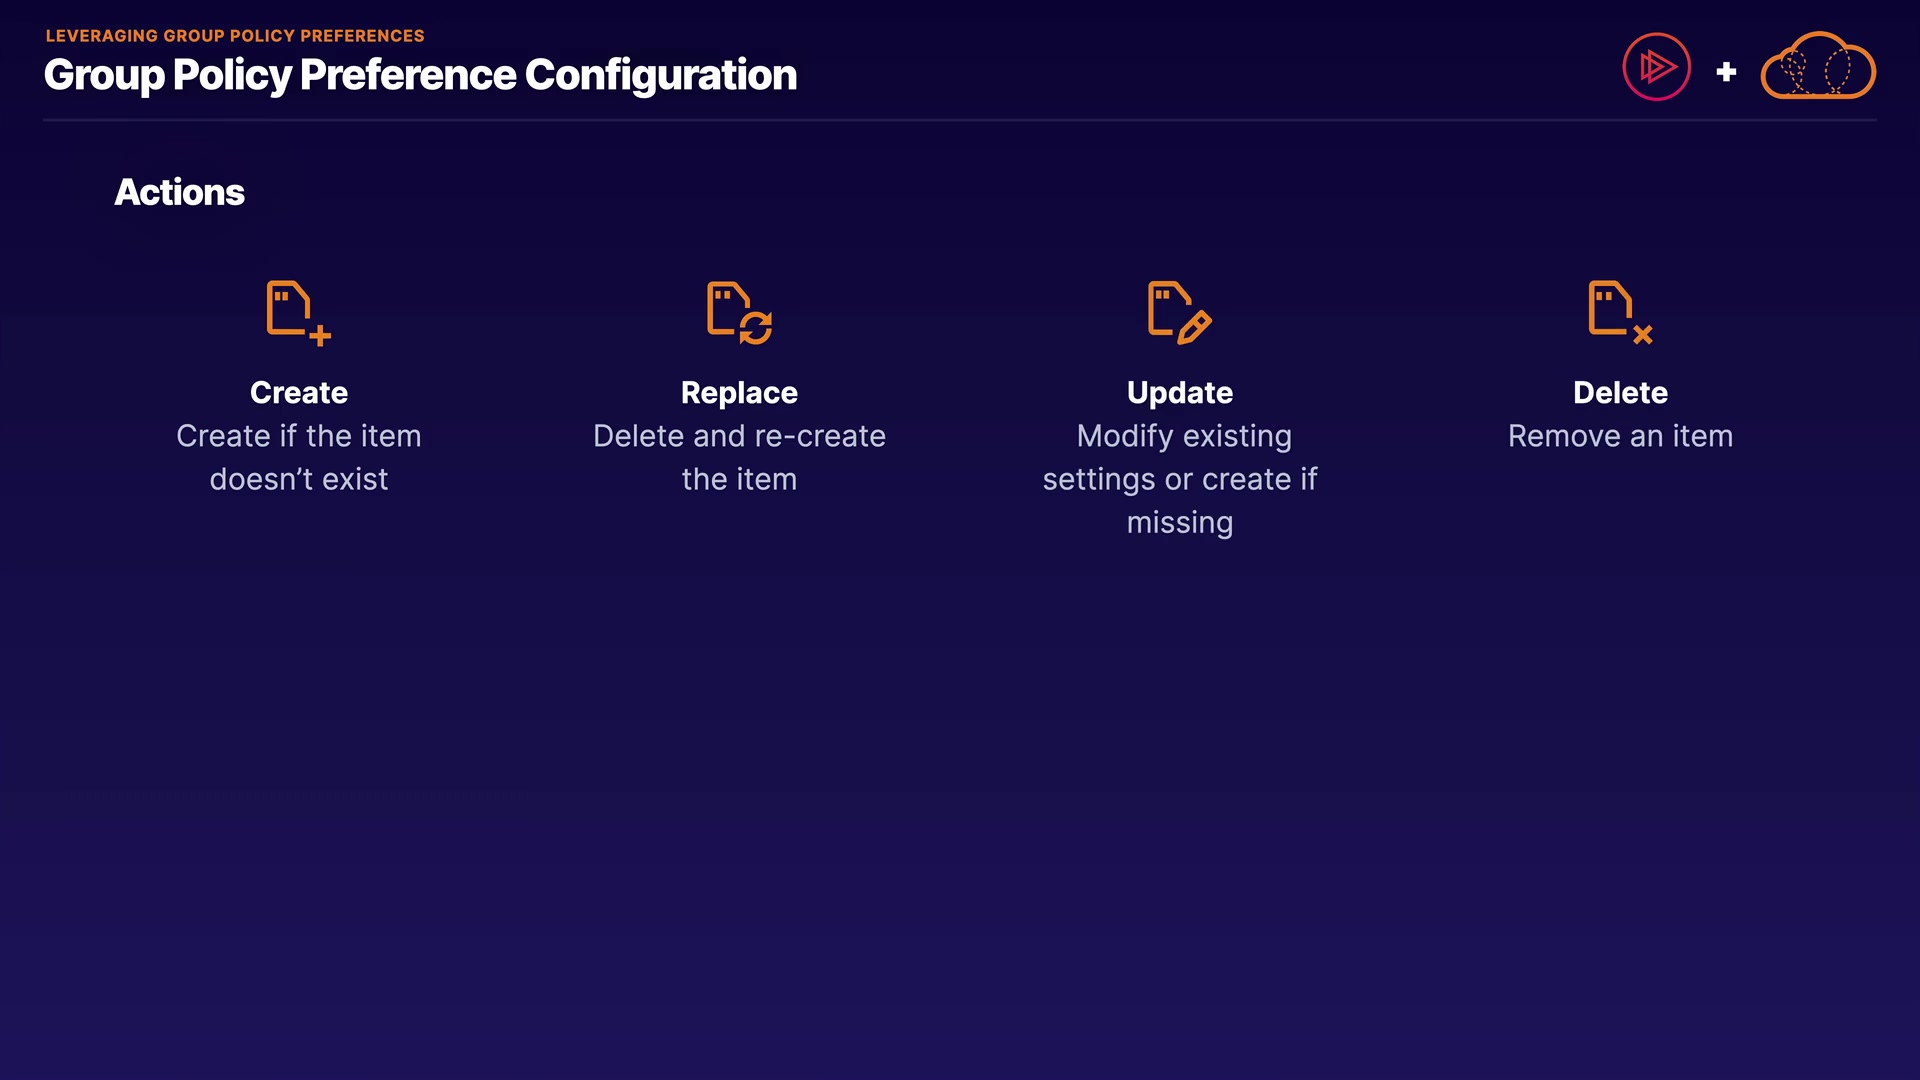 LEVERAGING GROUP POLICY PREFERENCES
Group Policy Preference Configuration
Actions
Create
Create if the item
doesn’t exist
Replace
Delete and re-create
the item
Update
Modify existing
settings or create if
missing
Delete
Remove an item